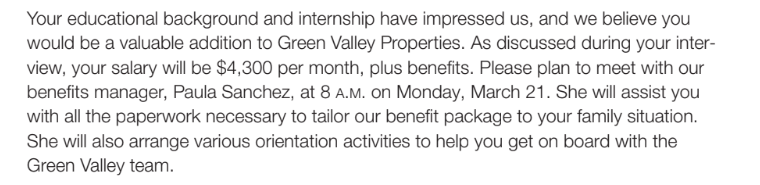 Your educational background and internship have impressed us, and we believe you
would be a valuable addition to Green Valley Properties. As discussed during your inter-
view, your salary will be $4,300 per month, plus benefits. Please plan to meet with our
benefits manager, Paula Sanchez, at 8 A.M. on Monday, March 21. She will assist you
with all the paperwork necessary to tailor our benefit package to your family situation.
She will also arrange various orientation activities to help you get on board with the
Green Valley team.